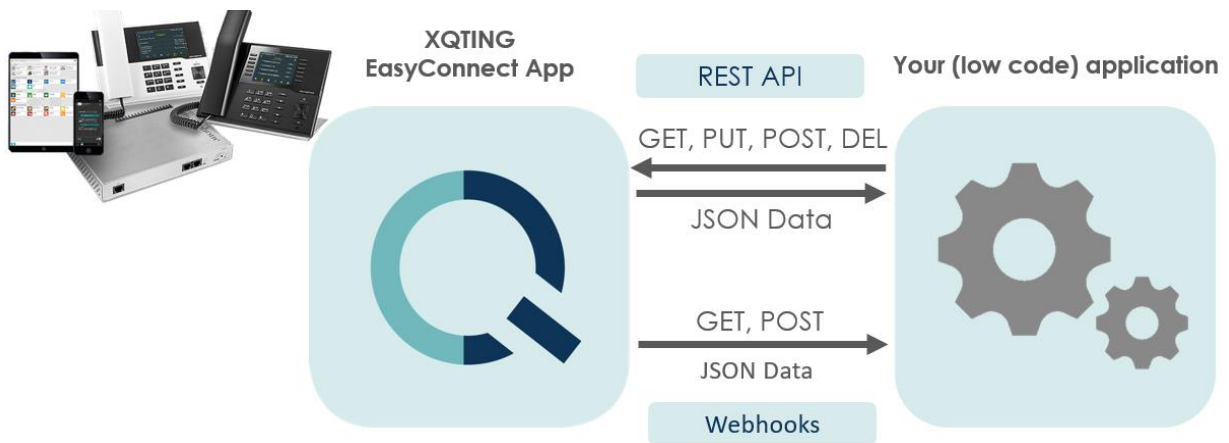 XQTING
EasyConnect App
REST API
Your (low code) application
GET, PUT, POST, DEL
JSON Data
GET, POST
JSON Data
Webhooks